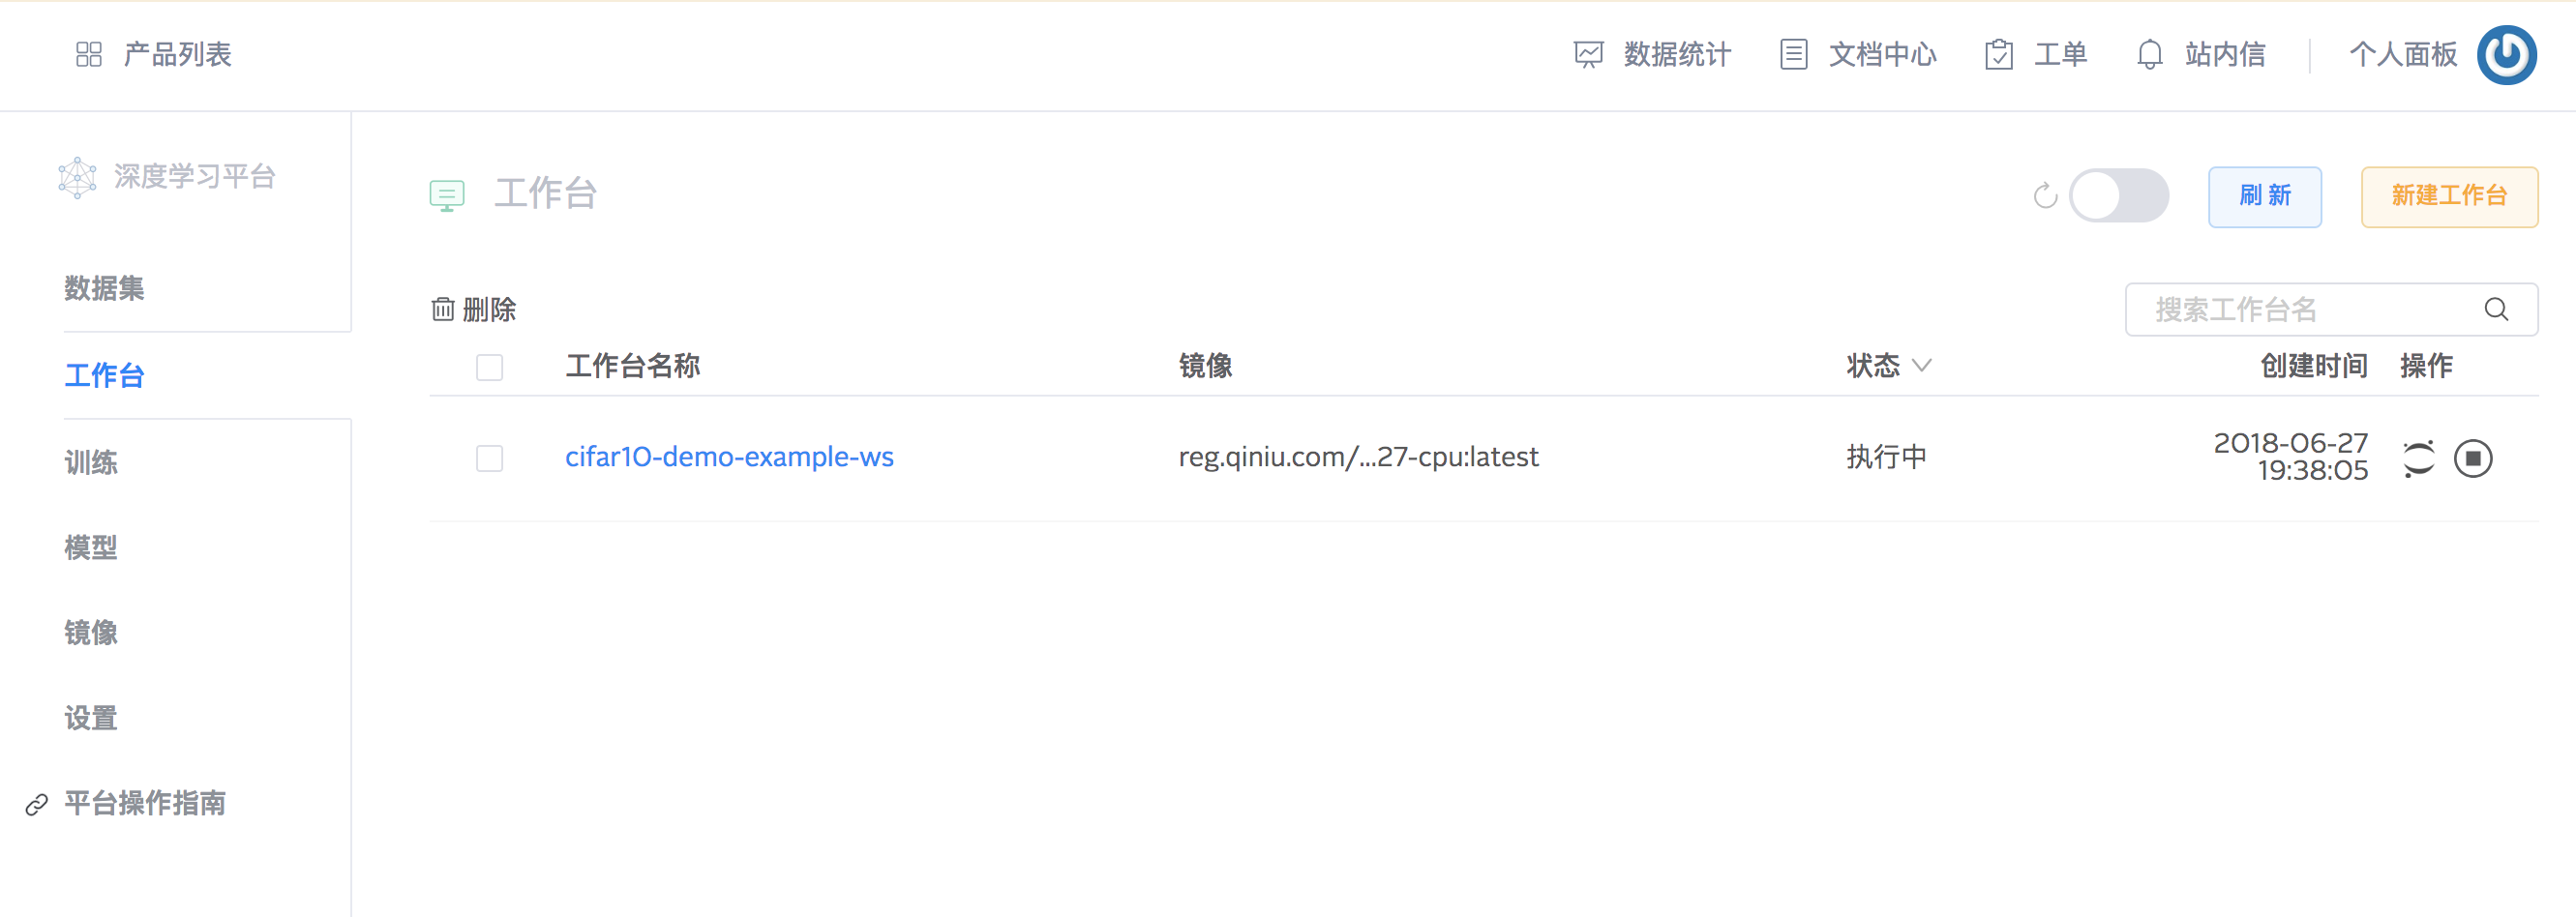 产品列表
数据统计
文档中心
工单
站内信
个人面板
深度学习平台
数据集
工作台
训练
模型
镜像
设置
平台操作指南
工作台
刷 新
新建工作台
删除
搜索工作台名
工作台名称
镜像
状态
创建时间
操作
cifar10-demo-example-ws
reg.qiniu.com/...27-cpu:latest
执行中
2018-06-27
19:38:05